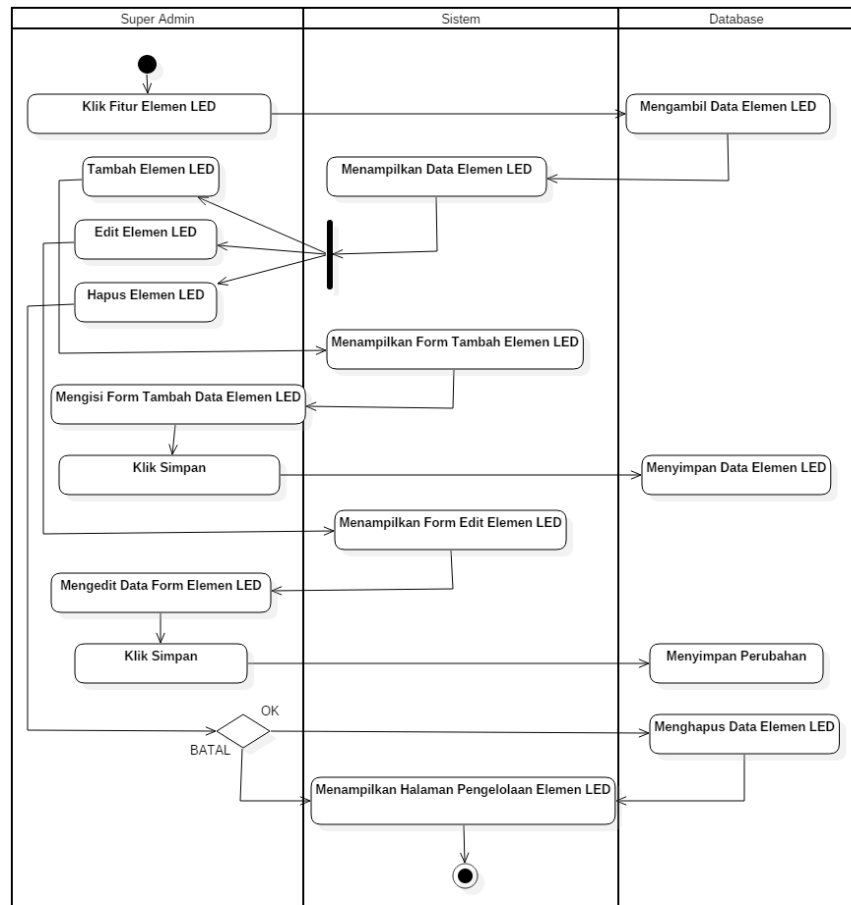 Super Admin
Sistem
Database
Klik Fitur Elemen LED
Mengambil Data Elemen LED
Tambah Elemen LED
Menampilkan Data Elemen LED
Edit Elemen LED
Hapus Elemen LED
Menampilkan Form Tambah Elemen LED
Mengisi Form Tambah Data Elemen LED
Klik Simpan
Menyimpan Data Elemen LED
Menampilkan Form Edit Elemen LED
Mengedit Data Form Elemen LED
Klik Simpan
Menyimpan Perubahan
OK
Menghapus Data Elemen LED
BATAL
Menampilkan Halaman Pengelolaan Elemen LED